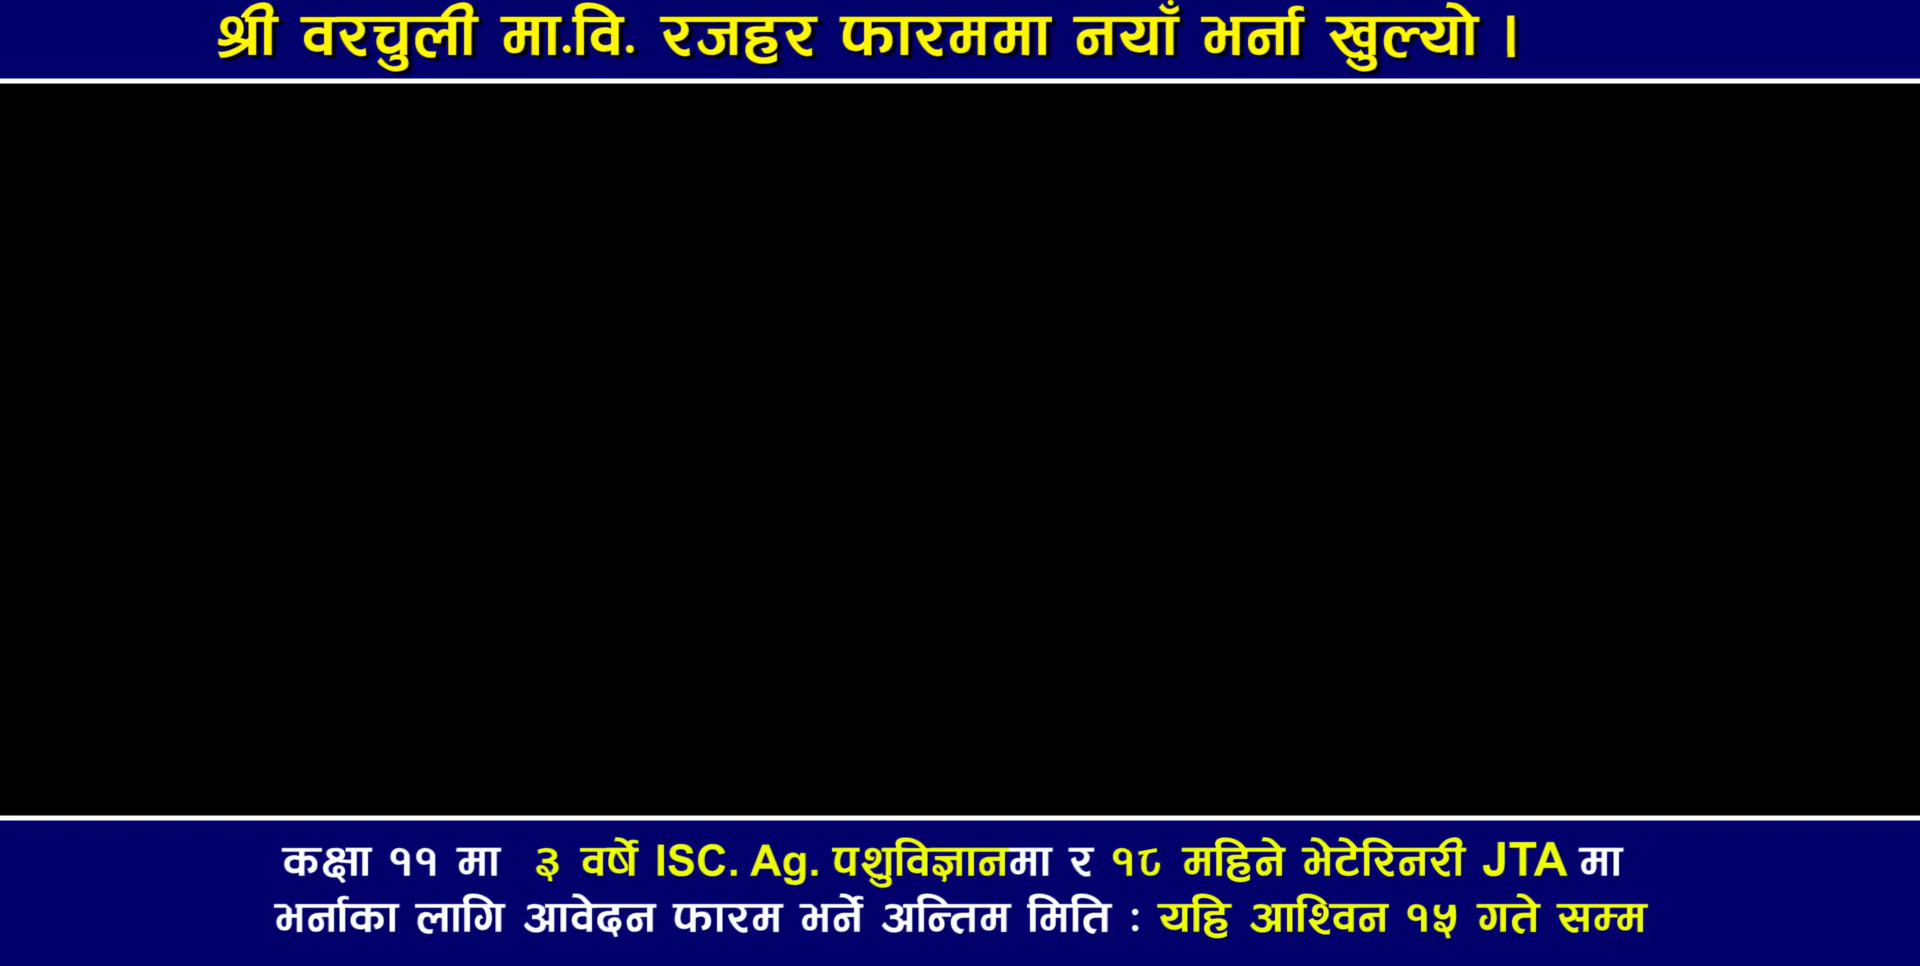 श्री वरचुली मा.वि. रजहर फारममा नयाँ भर्ना खुल्यो ।
कक्षा ११ मा ३ वर्षे ISC. Ag. पशुविज्ञानमा र १८ महिने भेटेरिनरी JTA मा
भर्नाका लागि आवेदन फारम भर्ने अन्तिम मिति : यहि आश्विन १५ गते सम्म